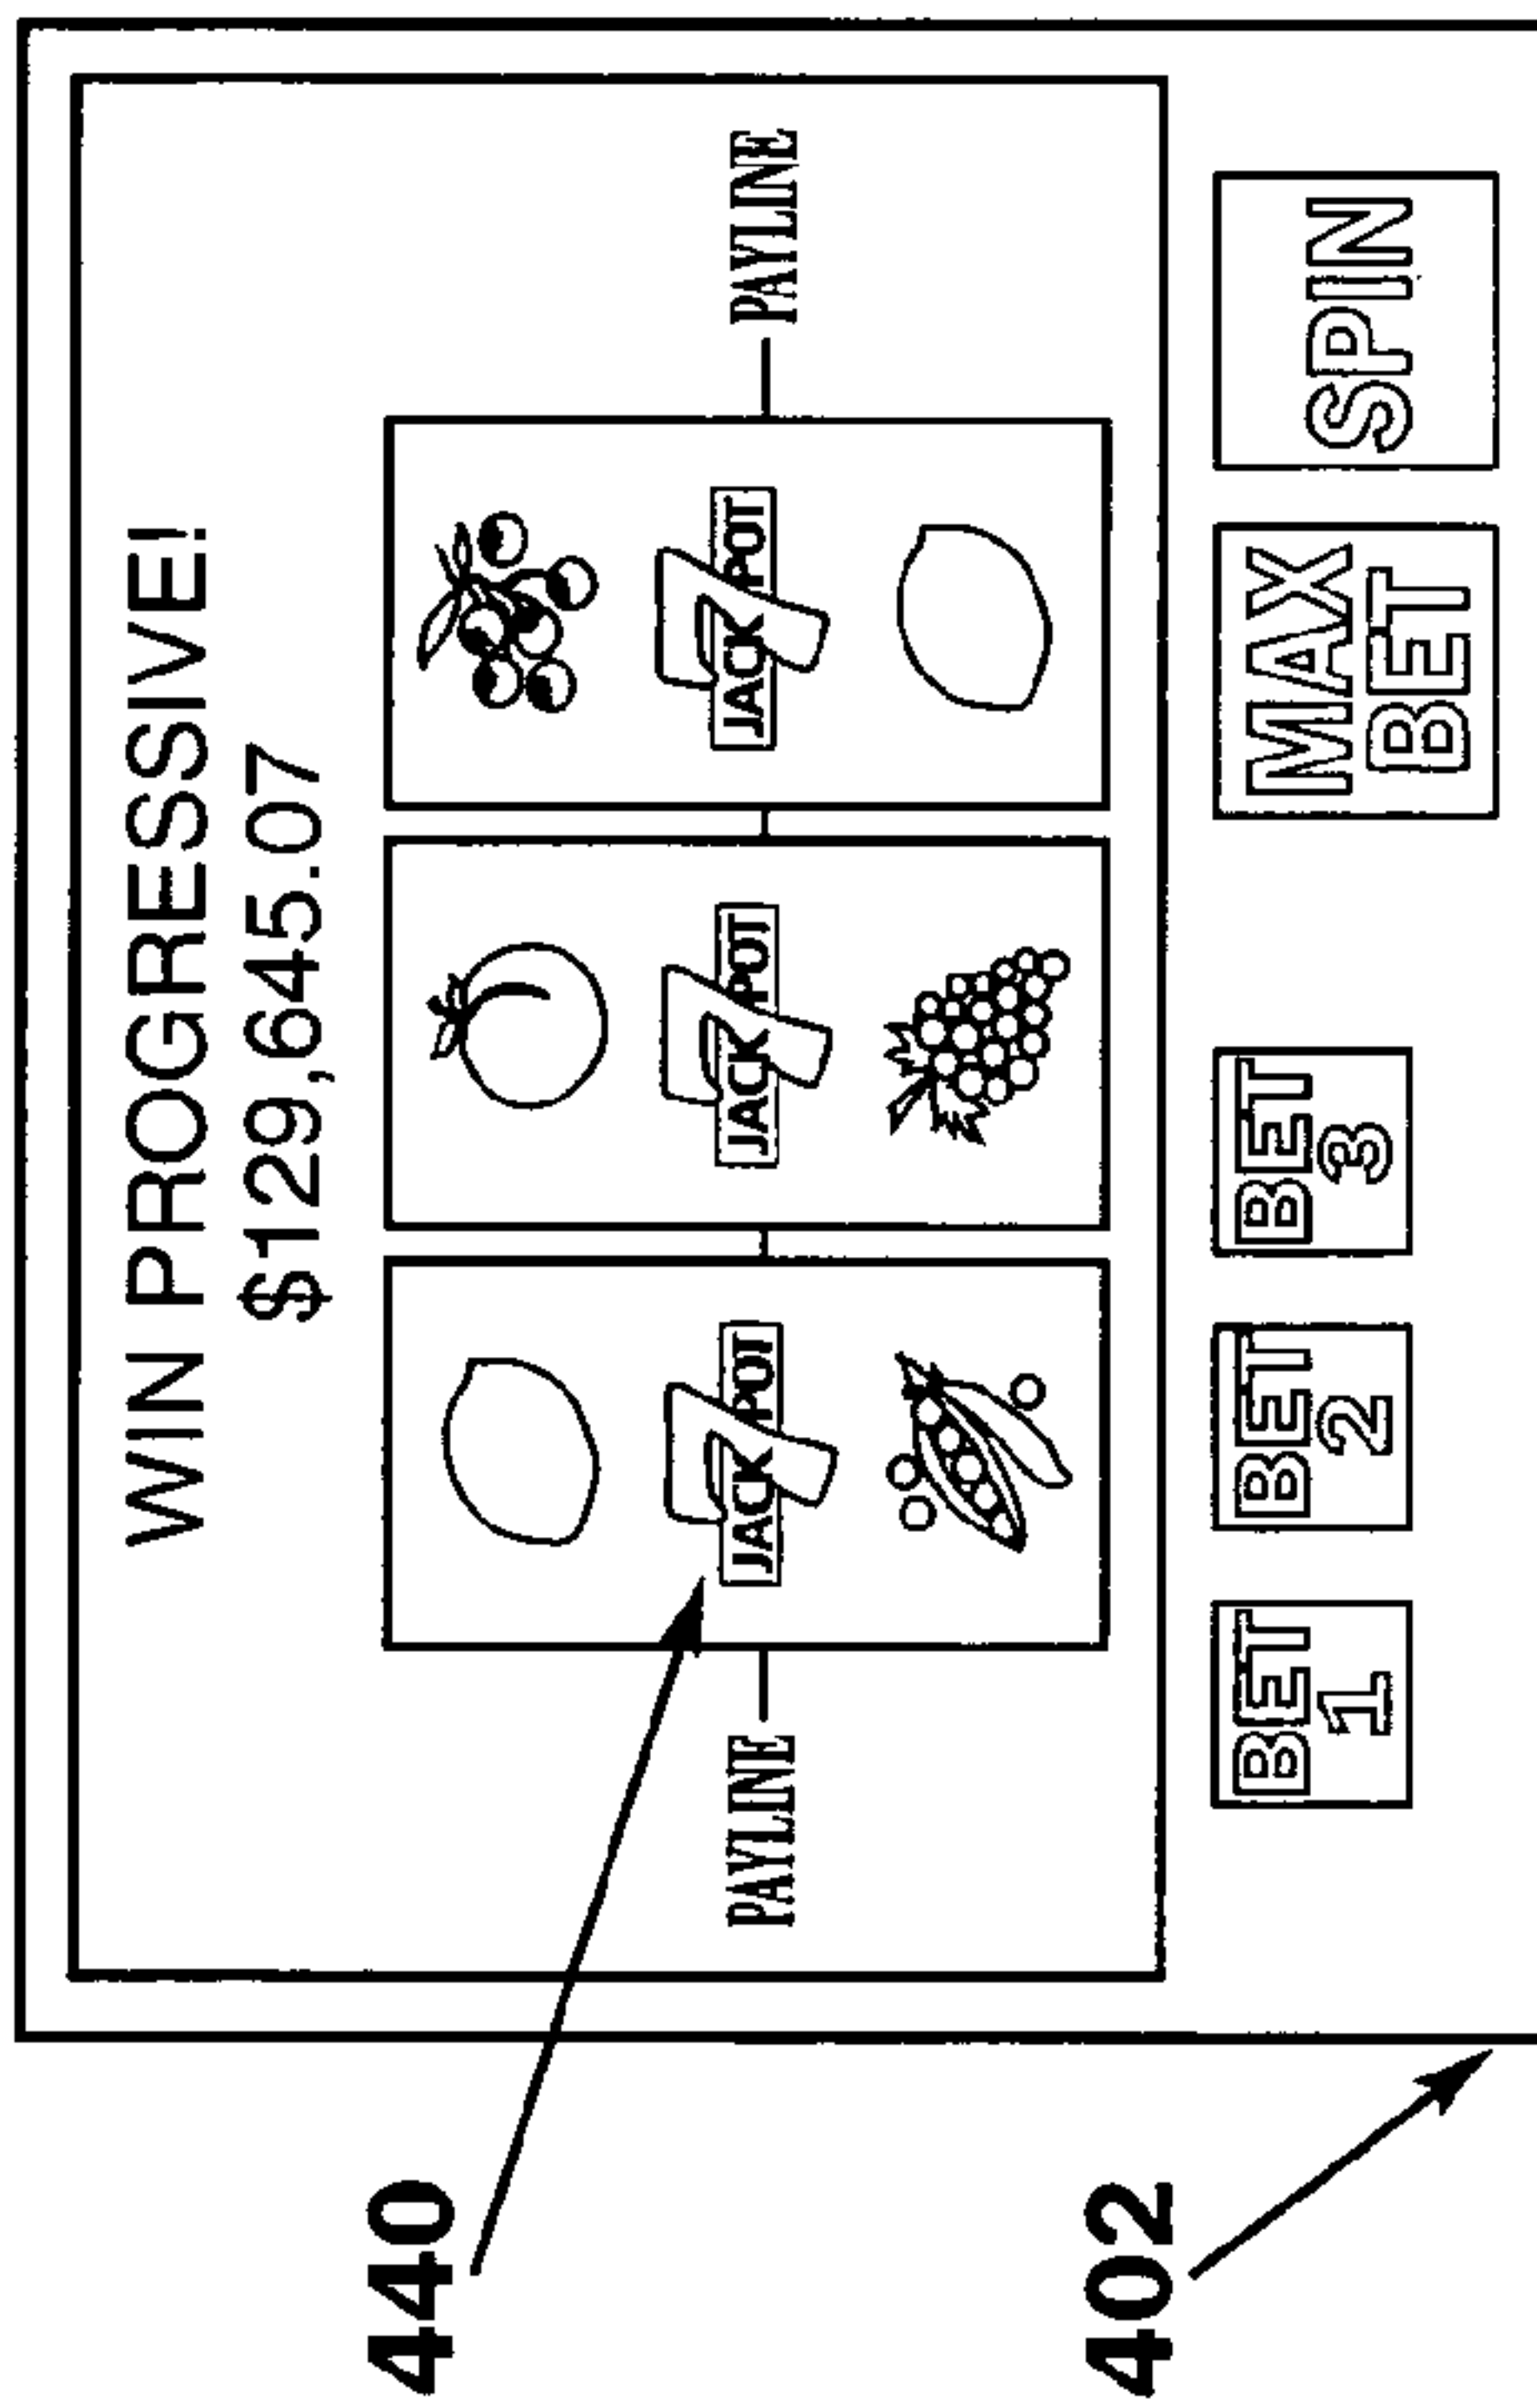 WIN PROGRESSIVE!
$129,645.07
440
PAYLINE
JACKPOT
JACKPOT
JACKPOT
PAYLINE
402
BET
1
BET
2
BET
3
MAX
BET
SPIN